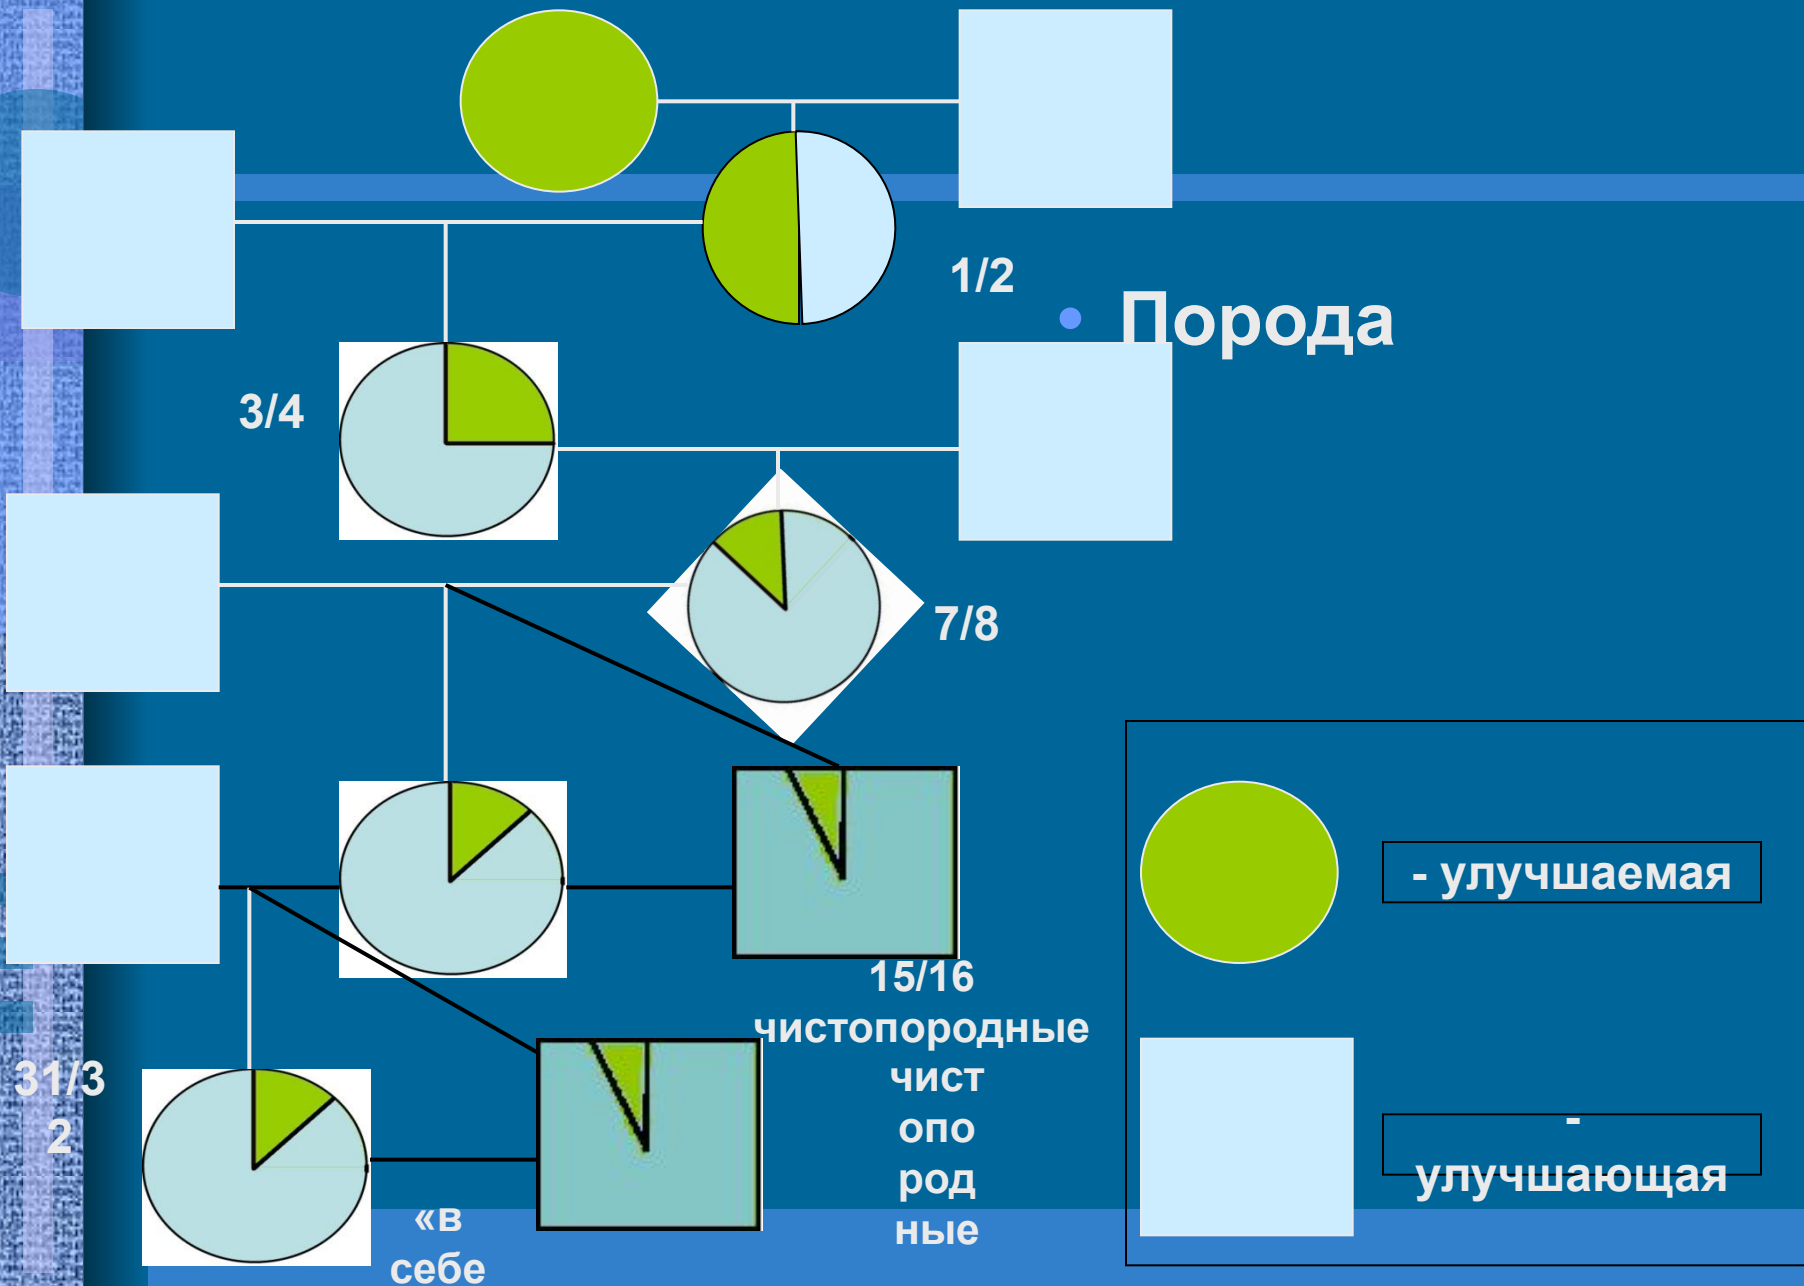 1/2
Порода
3/4
7/8
- улучшаемая
15/16
чистопородные
чист
опо
род
ные
31/3
2
-
улучшающая
«в
себе